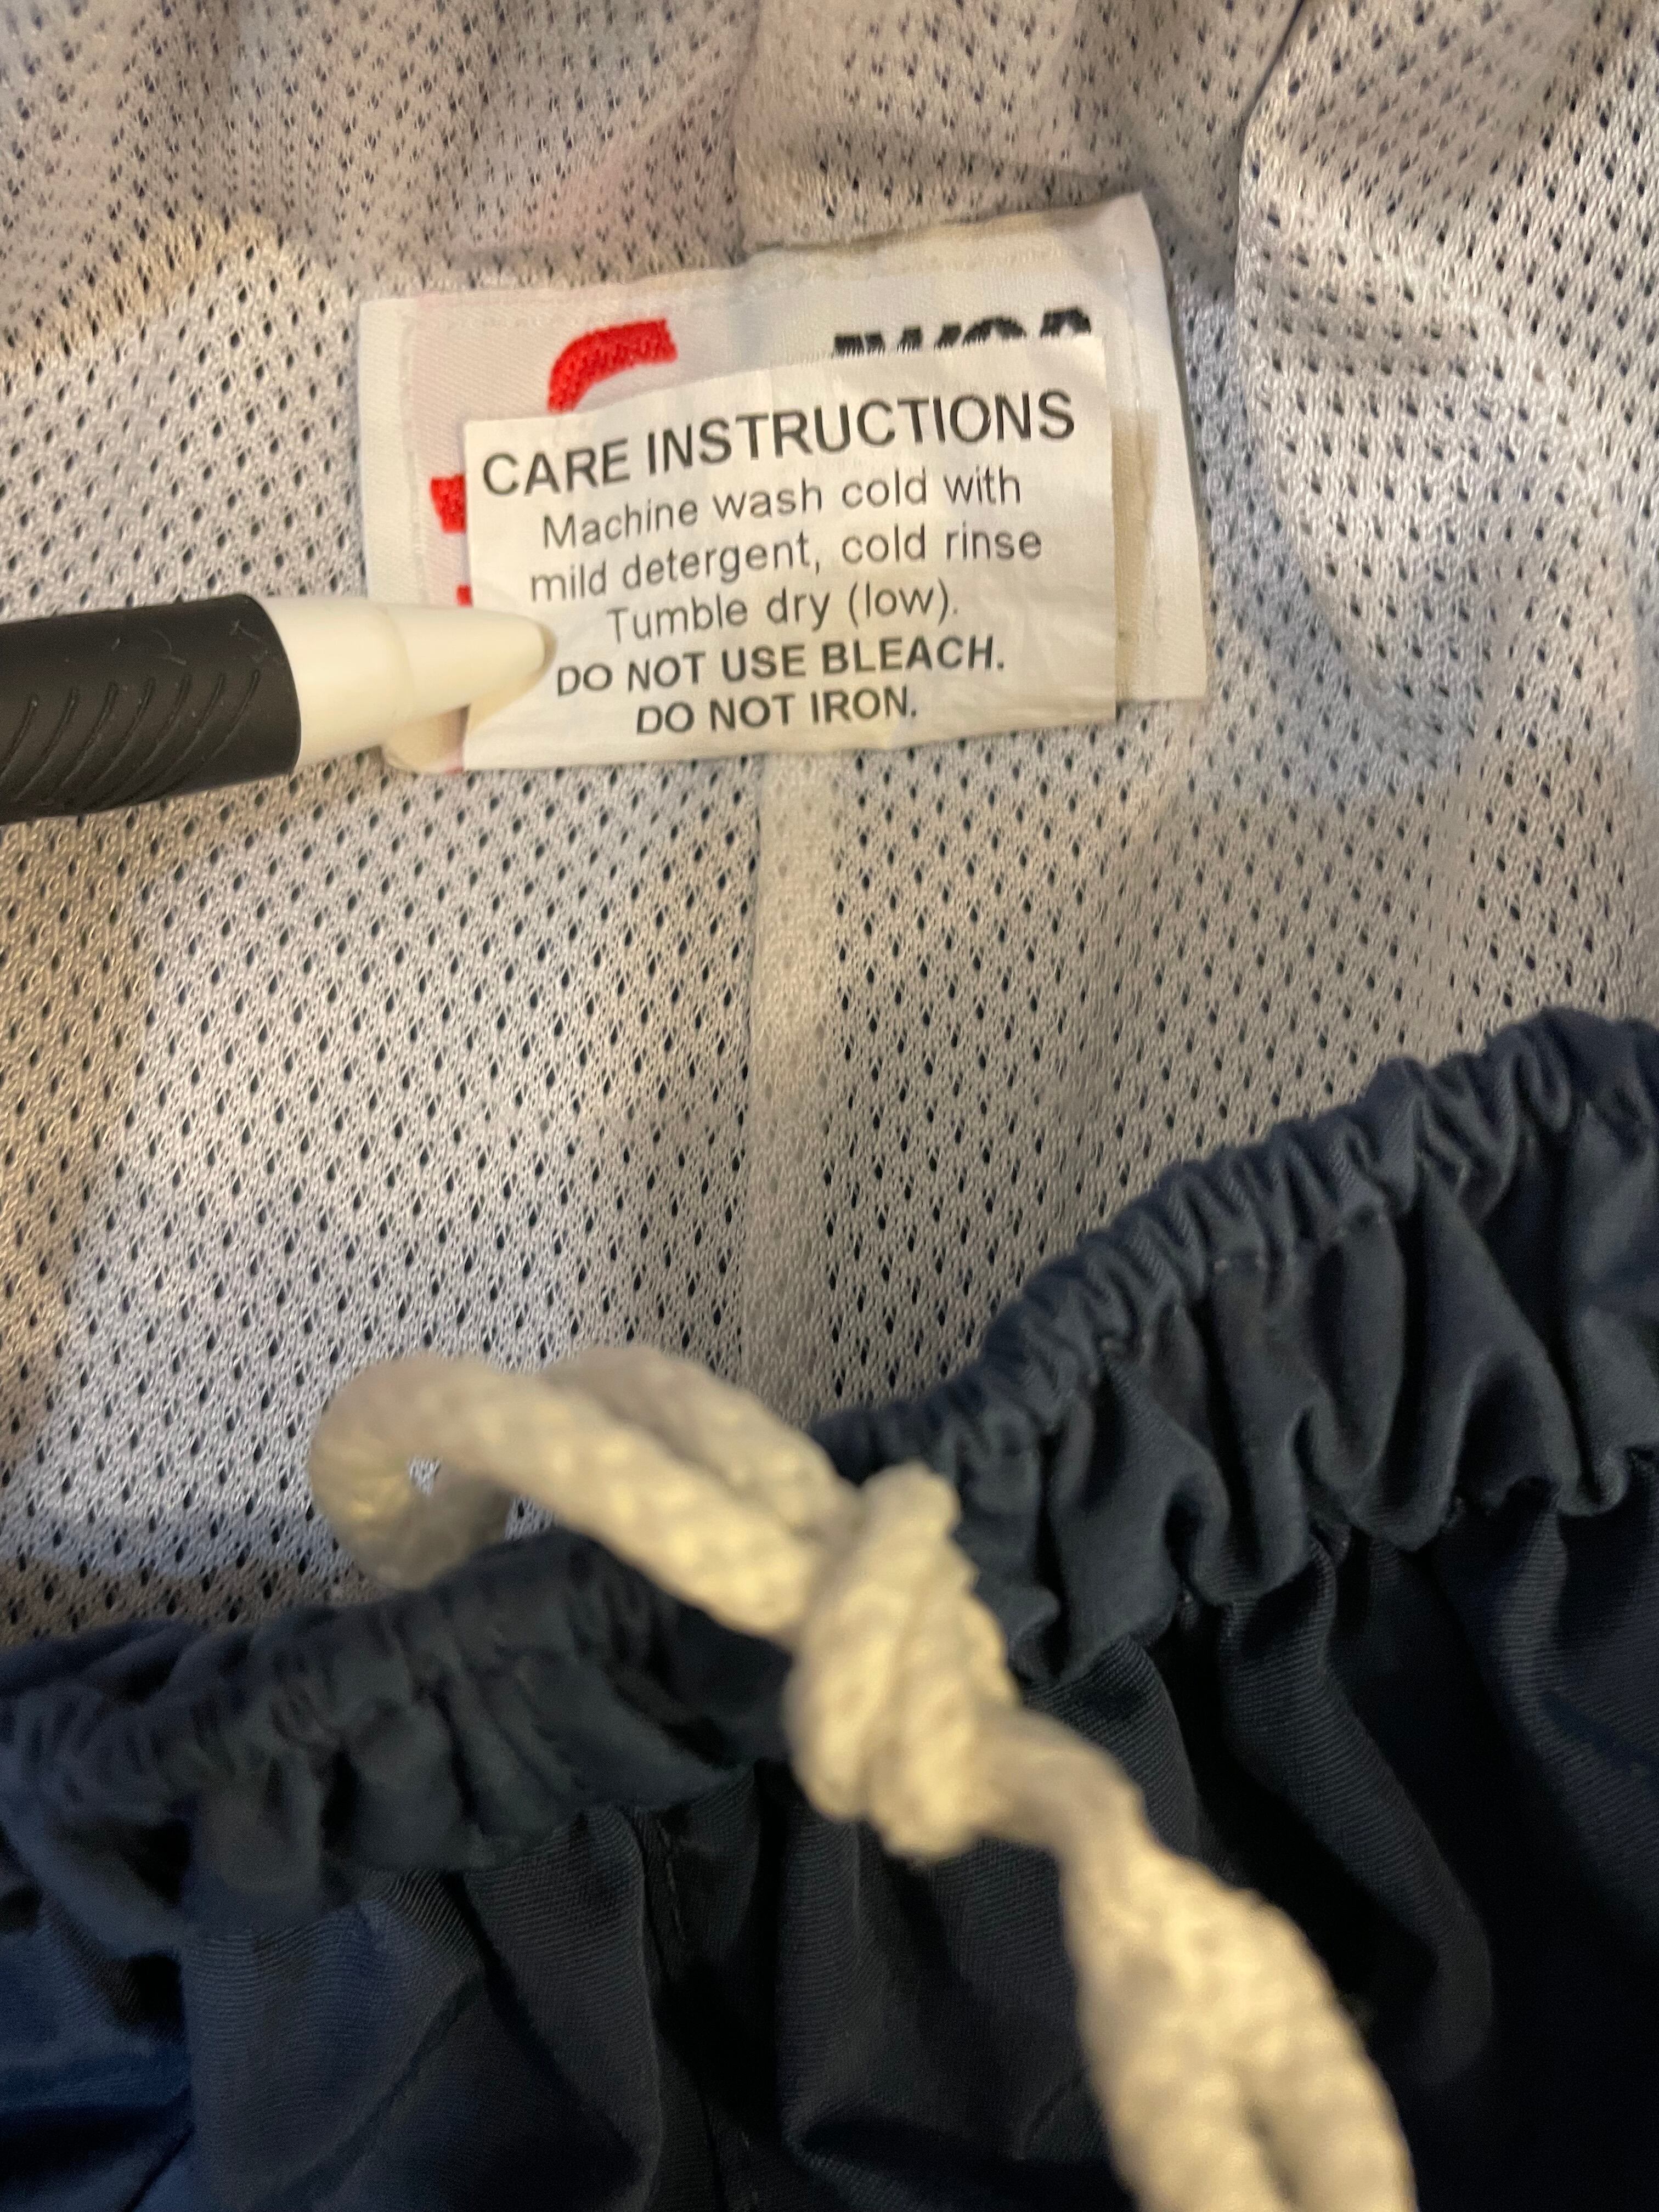 CARE INSTRUCTIONS
Machine wash cold with
mild detergent, cold rinse
Tumble dry (low).
DO NOT USE BLEACH.
DO NOT IRON.